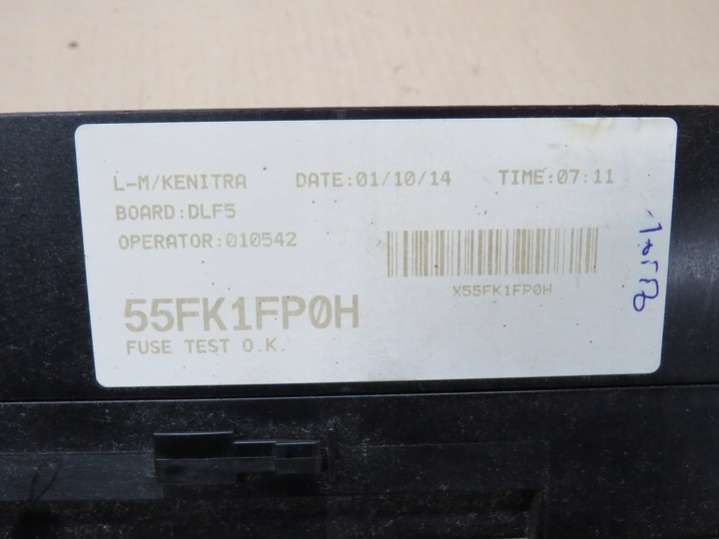 L-M/KENITRA DATE:01/10/14 TIME:07:11
BOARD:DLF5
OPERATOR:010542
X55FK1FP0H
55FK1FP0H
FUSE TEST O.K.